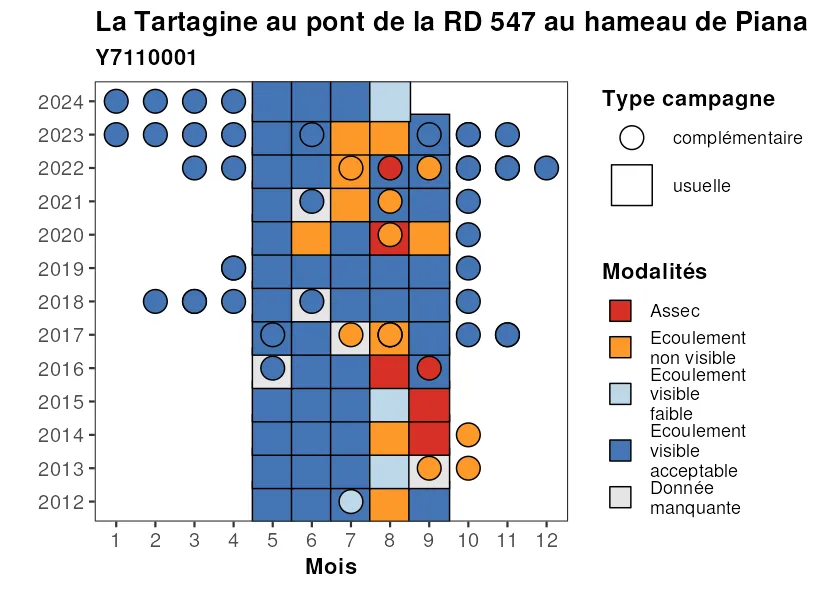 La Tartagine au pont de la RD 547 au hameau de Piana
Y7110001
2024
2023
2022
2021
2020
2019
2018
2017
2016
2015
2014
2013
2012
1 2 3 4 5 6 7 8 9 10 11 12
Mois
Type campagne
complémentaire
usuelle
Modalités
Assec
Ecoulement
non visible
Ecoulement
visible
faible
Ecoulement
visible
acceptable
Donnée
manquante